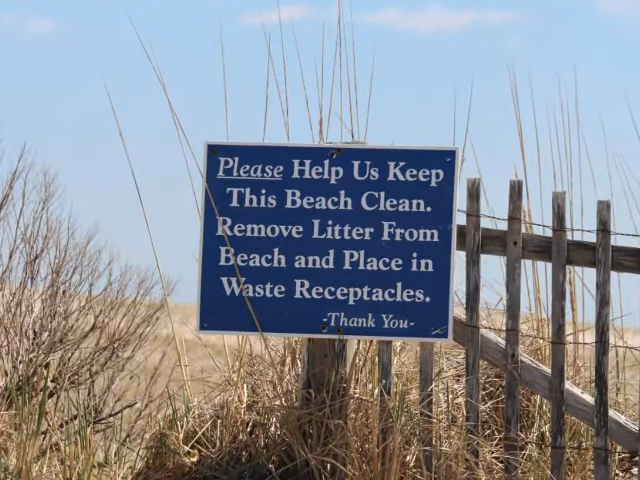 Please Help Us Keep
This Beach Clean.
Remove Litter From
Beach and Place in
Waste Receptacles.
-Thank You-